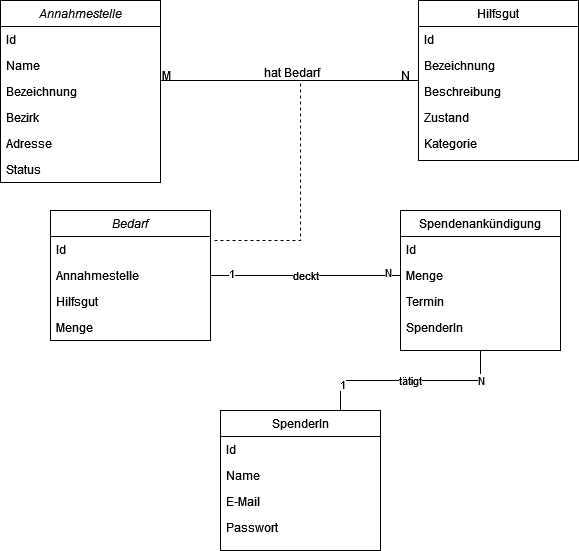 Annahmestelle
Id
Name
Bezeichnung
Bezirk
Adresse
Status
M
hat Bedarf
N
Hilfsgut
Id
Bezeichnung
Beschreibung
Zustand
Kategorie
Bedarf
Id
Annahmestelle
Hilfsgut
Menge
1
deckt
N
Spendenankündigung
Id
Menge
Termin
SpenderIn
1
tätigt
N
SpenderIn
Id
Name
E-Mail
Passwort